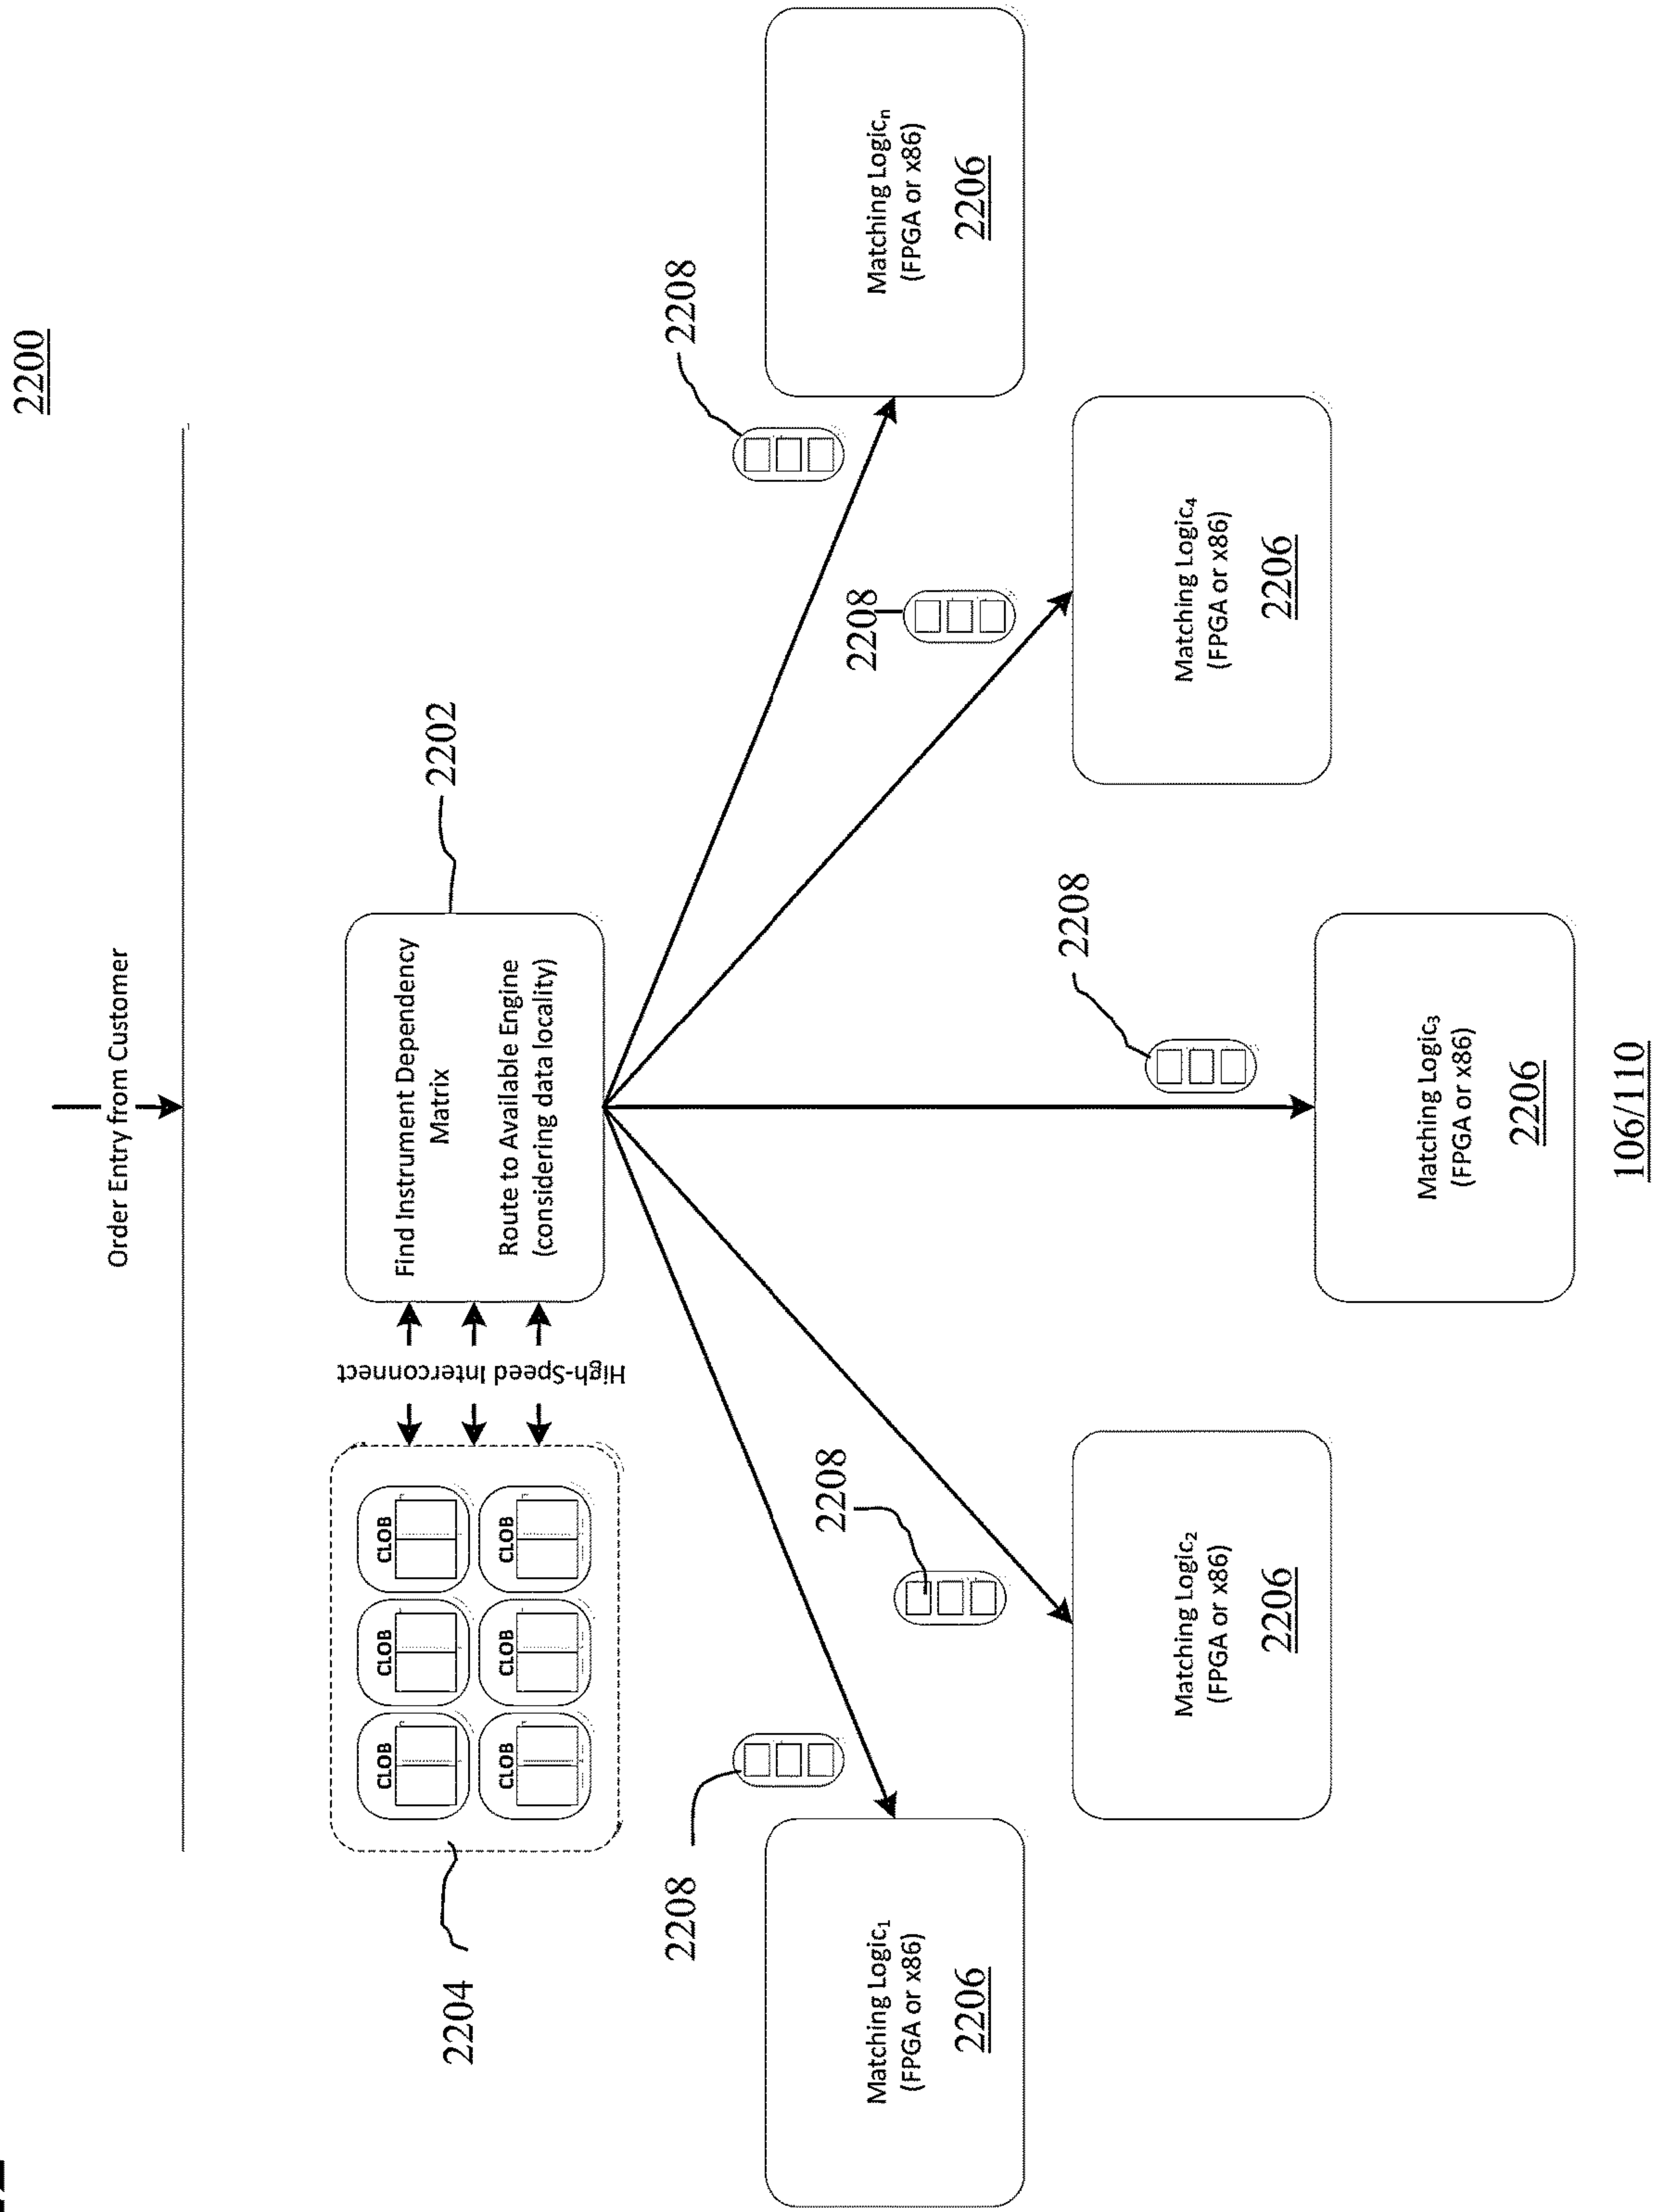 2200
Order Entry from Customer
2204
CLOB CLOB CLOB
CLOB CLOB CLOB
High-Speed Interconnect
Find Instrument Dependency
Matrix
Route to Available Engine
(considering data locality)
2202
2208
2208
2208
2208
2208
Matching Logic₁
(FPGA or x86)
2206
Matching Logicₙ
(FPGA or x86)
2206
Matching Logic₂
(FPGA or x86)
2206
Matching Logic₄
(FPGA or x86)
2206
Matching Logic₃
(FPGA or x86)
2206
106/110